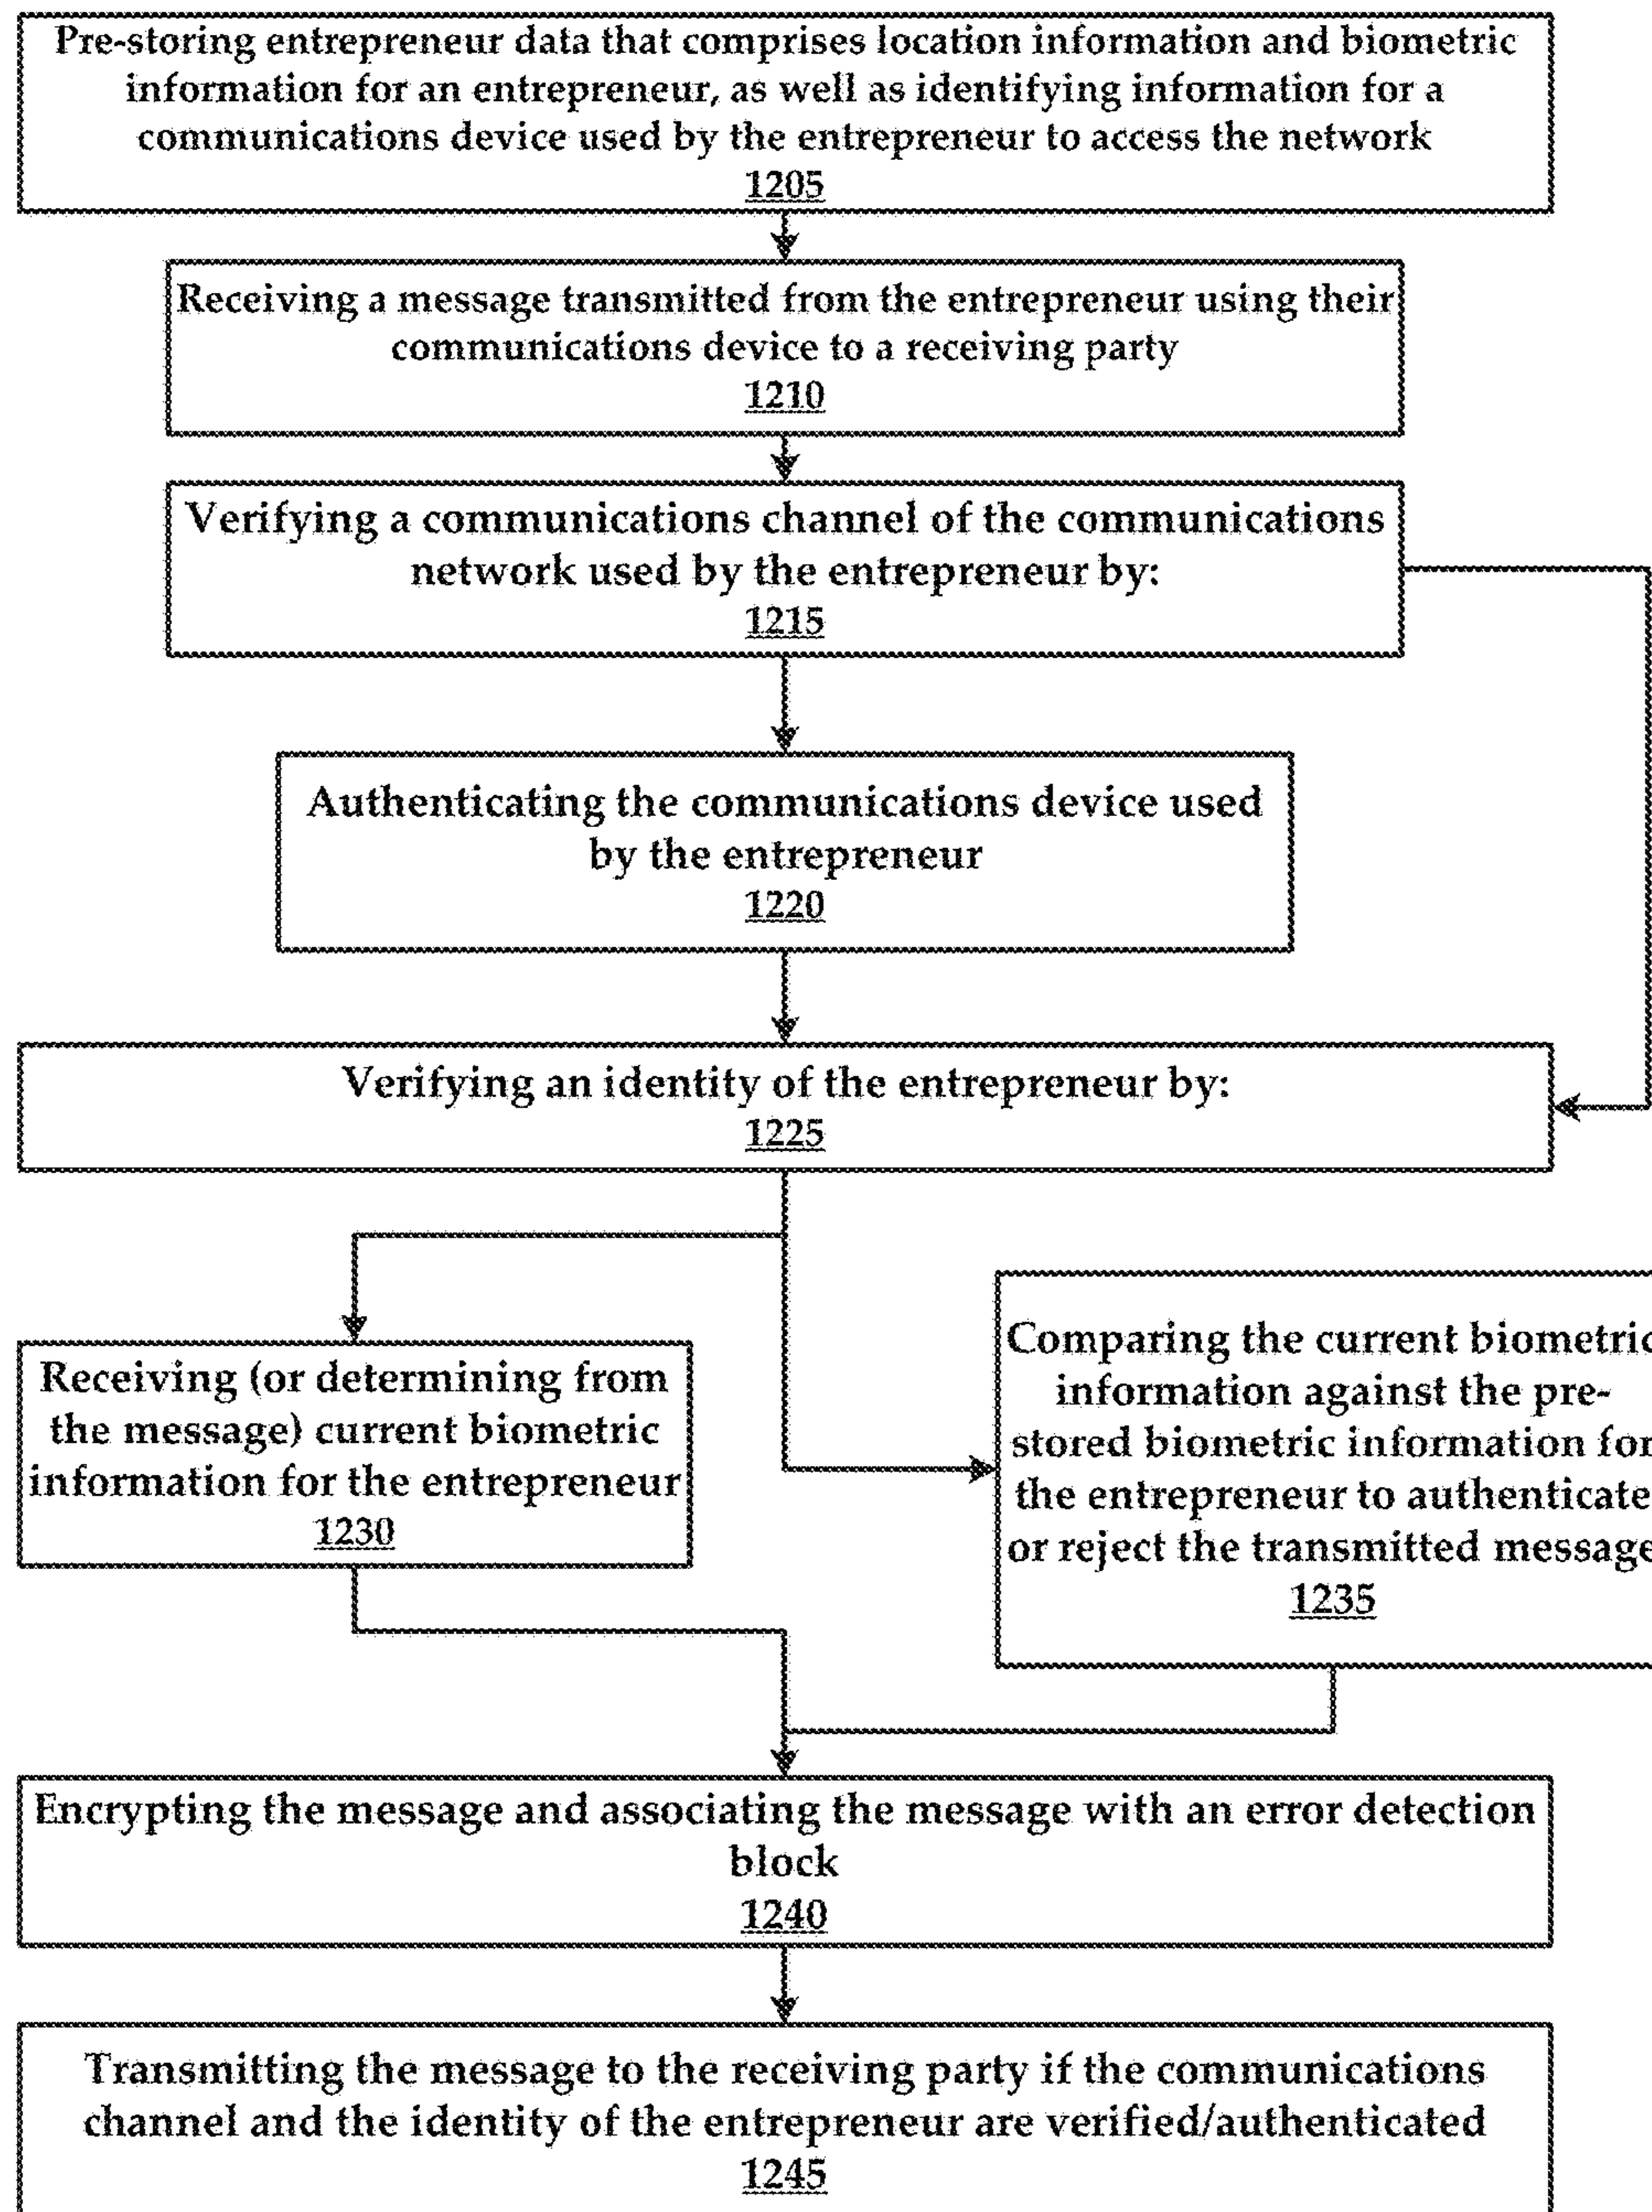 Pre-storing entrepreneur data that comprises location information and biometric
information for an entrepreneur, as well as identifying information for a
communications device used by the entrepreneur to access the network
1205
Receiving a message transmitted from the entrepreneur using their
communications device to a receiving party
1210
Verifying a communications channel of the communications
network used by the entrepreneur by:
1215
Authenticating the communications device used
by the entrepreneur
1220
Verifying an identity of the entrepreneur by:
1225
Receiving (or determining from
the message) current biometric
information for the entrepreneur
1230
Comparing the current biometric
information against the pre-
stored biometric information for
the entrepreneur to authenticate
or reject the transmitted message
1235
Encrypting the message and associating the message with an error detection
block
1240
Transmitting the message to the receiving party if the communications
channel and the identity of the entrepreneur are verified/authenticated
1245